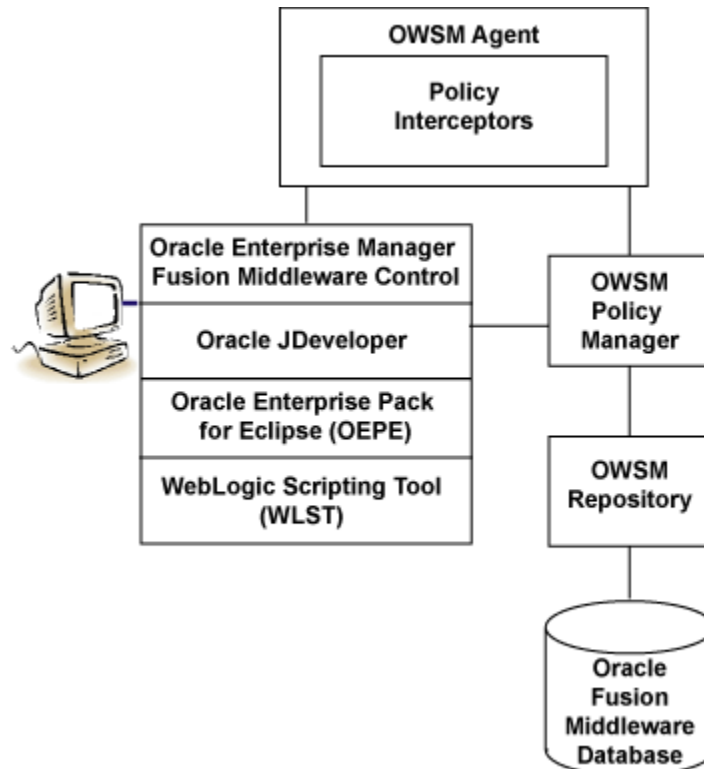 OWSM Agent
Policy
Interceptors
Oracle Enterprise Manager
Fusion Middleware Control
Oracle JDeveloper
Oracle Enterprise Pack
for Eclipse (OEPE)
WebLogic Scripting Tool
(WLST)
OWSM
Policy
Manager
OWSM
Repository
Oracle
Fusion
Middleware
Database